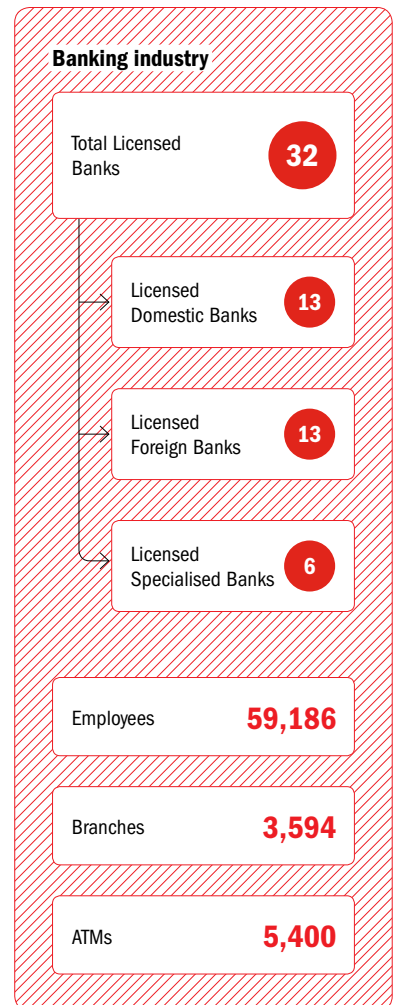 Banking industry
Total Licensed
Banks
32
Licensed
Domestic Banks
13
Licensed
Foreign Banks
13
Licensed
Specialised Banks
6
Employees
59,186
Branches
3,594
ATMs
5,400